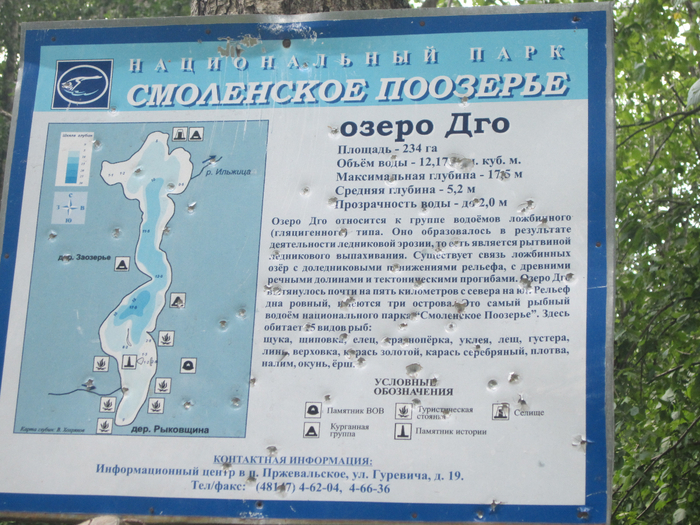 НАЦИОНАЛЬНЫЙ ПАРК
СМОЛЕНСКОЕ ПООЗЕРЬЕ
озеро Дго
Площадь - 234 га
Объём воды - 12,17 млн. куб. м.
Максимальная глубина - 17,5 м
Средняя глубина - 5,2 м
Прозрачность воды - до 2,0 м
Шкала глубин
С
З В
Ю
р. Ильжица
дер. Заозерье
дер. Рыковщина
Карта глубин В.
Озеро Дго относится к группе водоёмов ложбинного
(гляцигенного) типа. Оно образовалось в результате
деятельности ледниковой эрозии, то есть является рытвиной
ледникового выпахивания. Существует связь ложбинных
озёр с доледниковыми понижениями рельефа, с древними
речными долинами и тектоническими прогибами. Озеро Дго
вытянулось почти на пять километров с севера на юг. Рельеф
дна ровный, имеются три острова. Это самый рыбный
водоём национального парка "Смоленское Поозерье". Здесь
обитает 15 видов рыб:
щука, щиповка, елец, краснопёрка, уклея, лещ, густера,
линь, верховка, карась золотой, карась серебряный, плотва,
налим, окунь, ёрш.
УСЛОВНЫЕ
ОБОЗНАЧЕНИЯ
Памятник ВОВ
Туристическая
стоянка
Селище
Курганная
группа
Памятник истории
КОНТАКТНАЯ ИНФОРМАЦИЯ:
Информационный центр в п. Пржевальское, ул. Гуревича, д. 19.
Тел/факс: (48147) 4-62-04, 4-66-36